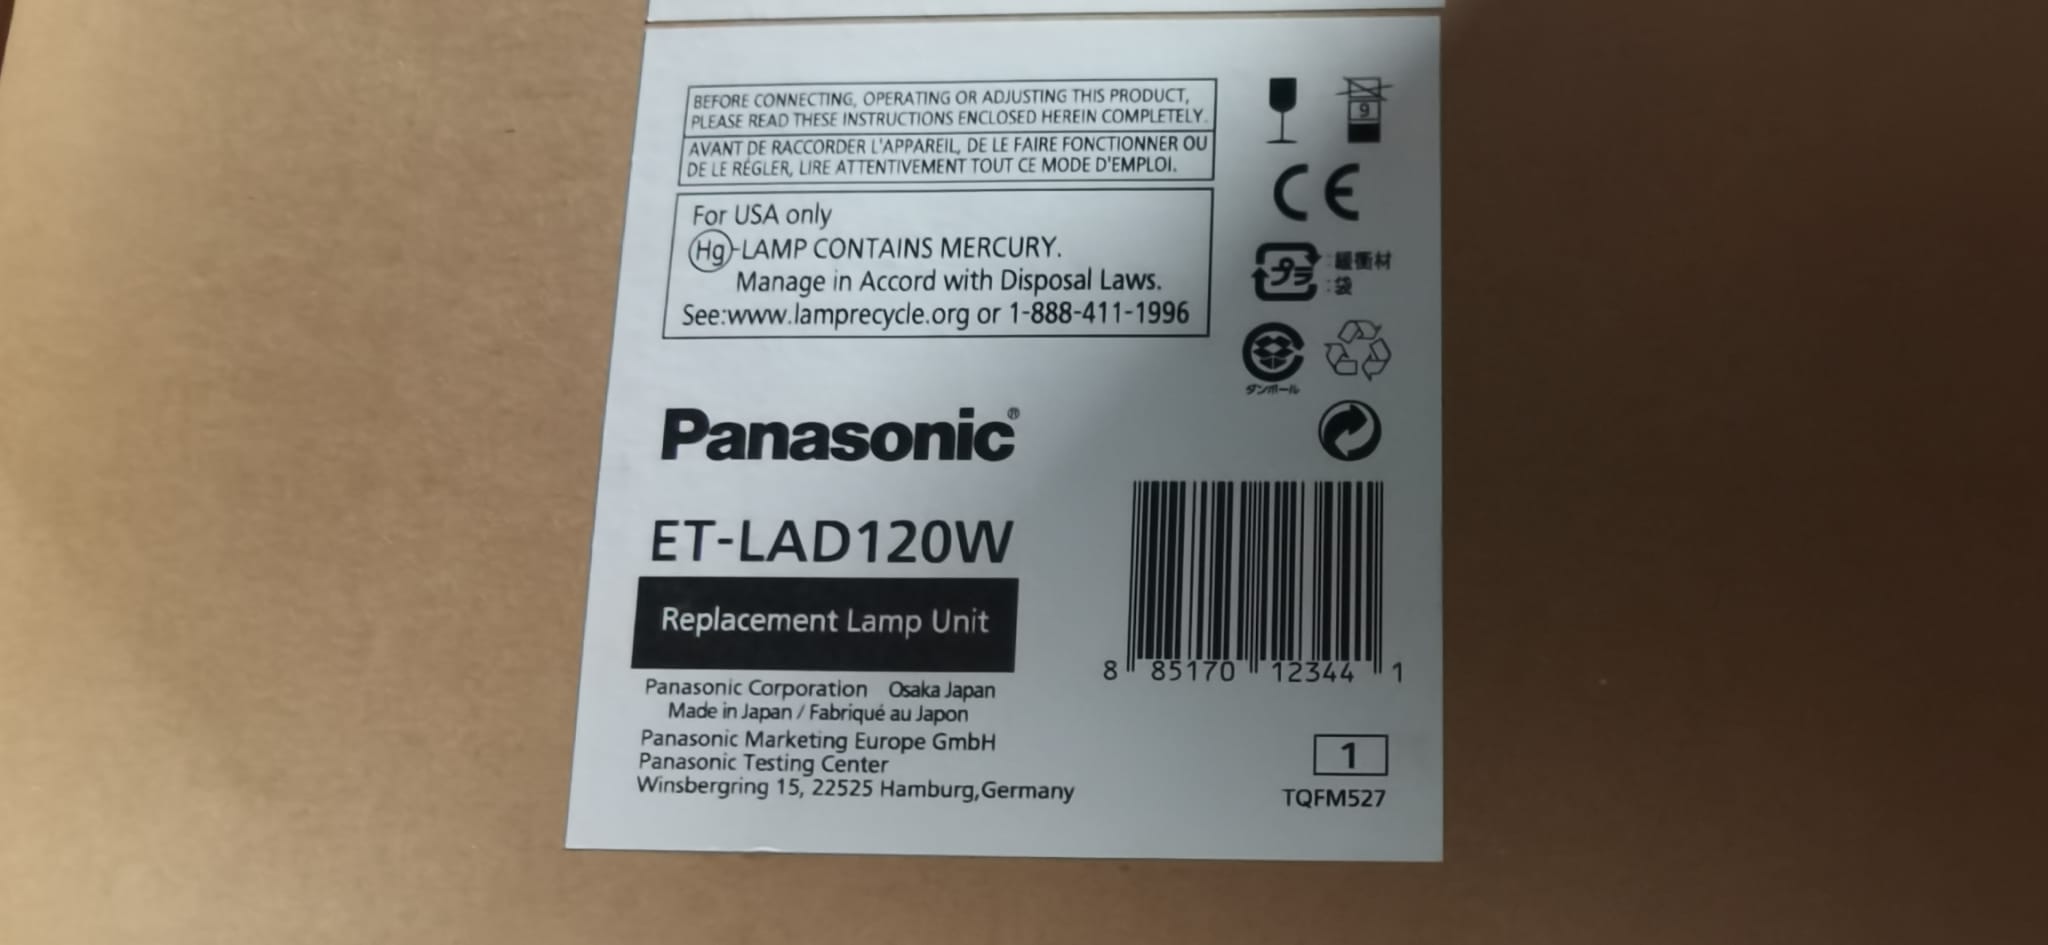 BEFORE CONNECTING, OPERATING OR ADJUSTING THIS PRODUCT,
PLEASE READ THESE INSTRUCTIONS ENCLOSED HEREIN COMPLETELY.
AVANT DE RACCORDER L'APPAREIL, DE LE FAIRE FONCTIONNER OU
DE LE RÉGLER, LIRE ATTENTIVEMENT TOUT CE MODE D'EMPLOI.
For USA only
Hg-LAMP CONTAINS MERCURY.
Manage in Accord with Disposal Laws.
See:www.lamprecycle.org or 1-888-411-1996
9
CE
プラ :緩衝材
:袋
ダンボール
Panasonic®
ET-LAD120W
Replacement Lamp Unit
Panasonic Corporation Osaka Japan
Made in Japan / Fabriqué au Japon
Panasonic Marketing Europe GmbH
Panasonic Testing Center
Winsbergring 15, 22525 Hamburg,Germany
8 85170 12344 1
1
TQFM527